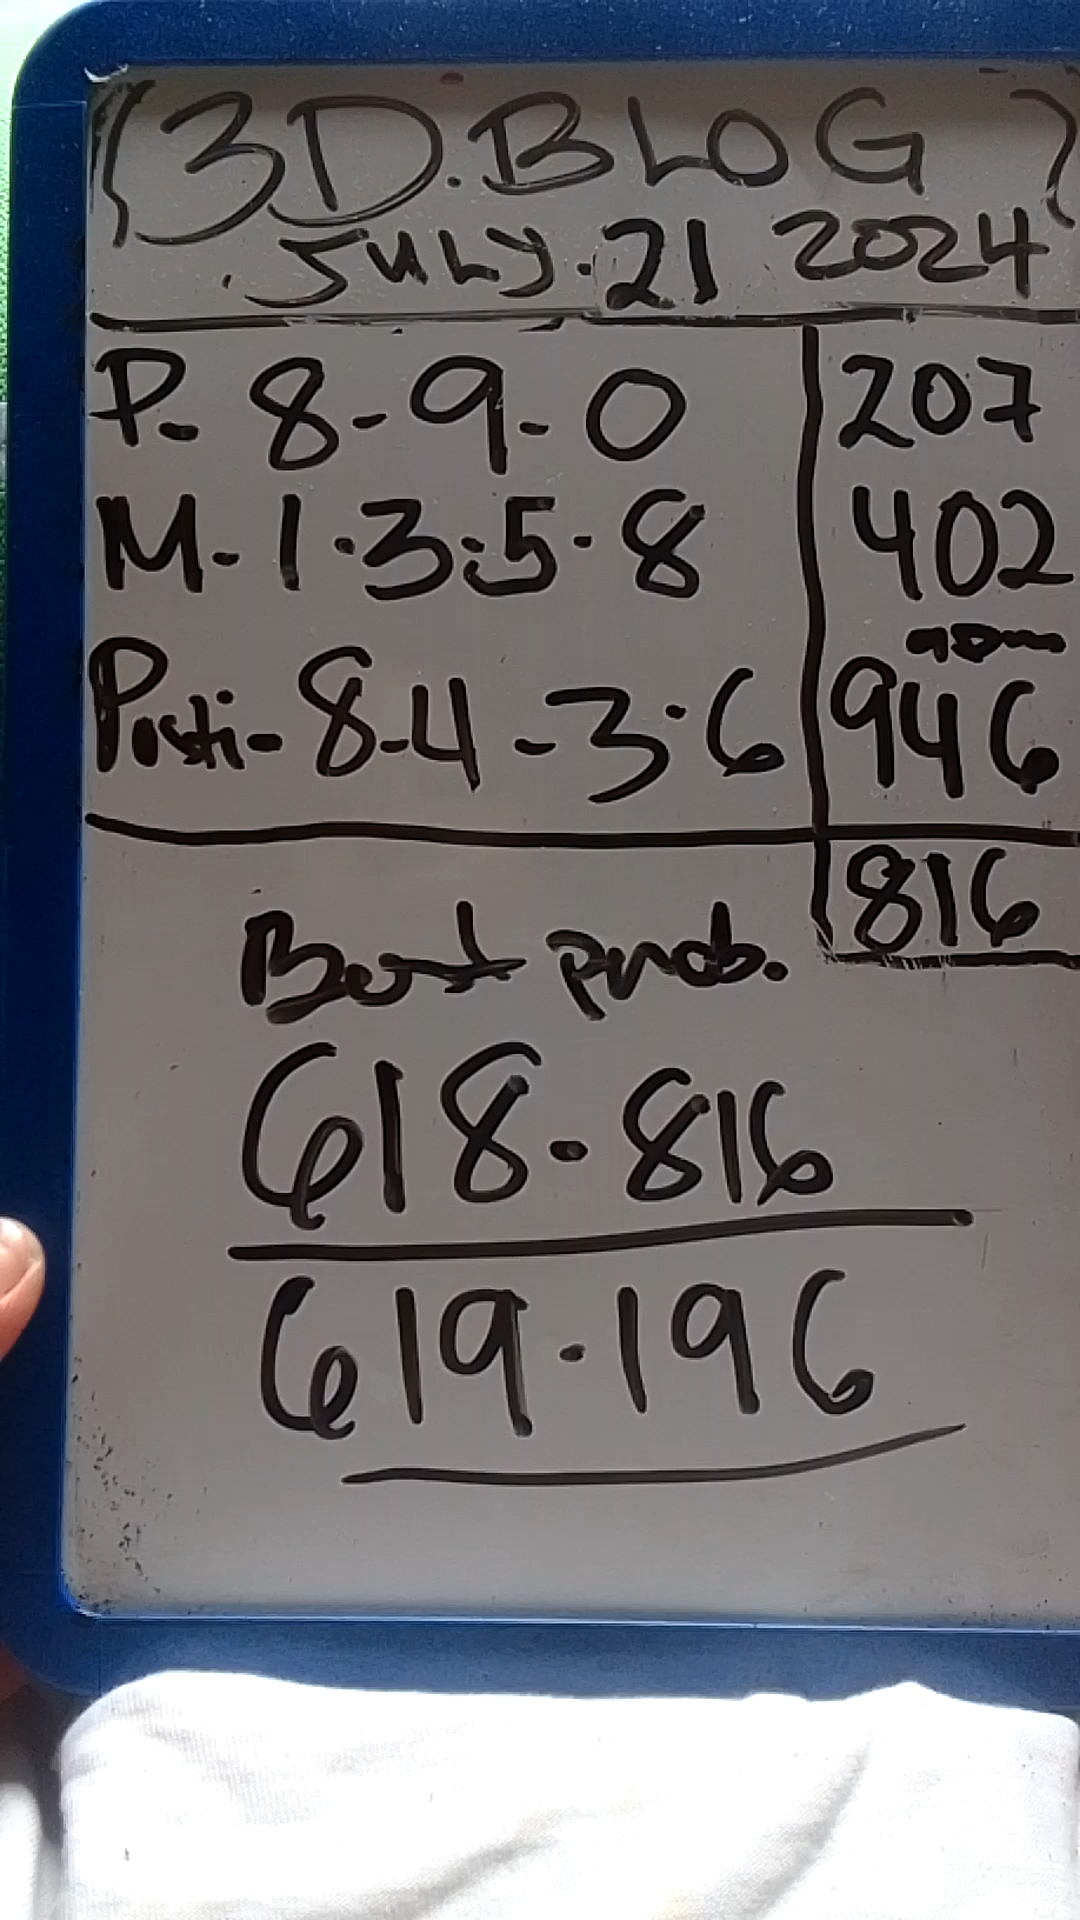 (3D.BLOG)
JULY.21 2024
P- 8-9-0 207
M-1.3.5.8 402
Posti-8-4-3.6 946
816
Best prob.
618.816
619.196